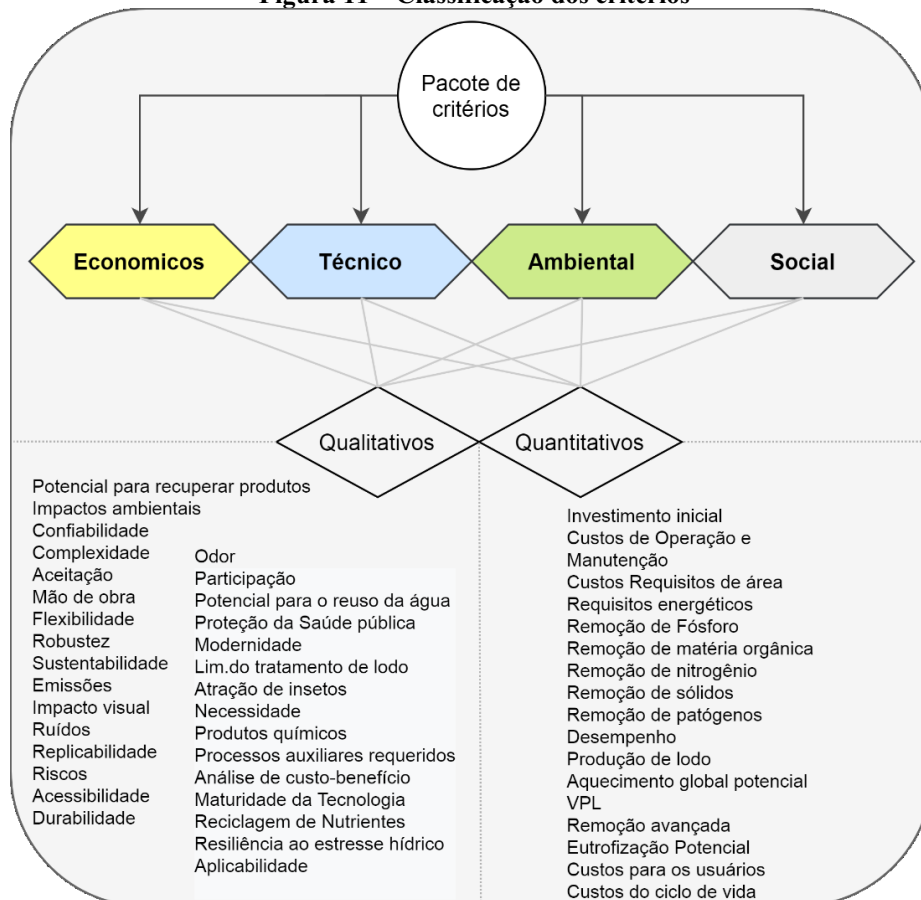 Figura 11 – Classificação dos critérios
Pacote de
critérios
Economicos
Técnico
Ambiental
Social
Qualitativos
Quantitativos
Potencial para recuperar produtos
Impactos ambientais
Confiabilidade
Complexidade
Aceitação
Mão de obra
Flexibilidade
Robustez
Sustentabilidade
Emissões
Impacto visual
Ruídos
Replicabilidade
Riscos
Acessibilidade
Durabilidade
Odor
Participação
Potencial para o reuso da água
Proteção da Saúde pública
Modernidade
Lim.do tratamento de lodo
Atração de insetos
Necessidade
Produtos químicos
Processos auxiliares requeridos
Análise de custo-benefício
Maturidade da Tecnologia
Reciclagem de Nutrientes
Resiliência ao estresse hídrico
Aplicabilidade
Investimento inicial
Custos de Operação e
Manutenção
Custos Requisitos de área
Requisitos energéticos
Remoção de Fósforo
Remoção de matéria orgânica
Remoção de nitrogênio
Remoção de sólidos
Remoção de patógenos
Desempenho
Produção de lodo
Aquecimento global potencial
VPL
Remoção avançada
Eutrofização Potencial
Custos para os usuários
Custos do ciclo de vida